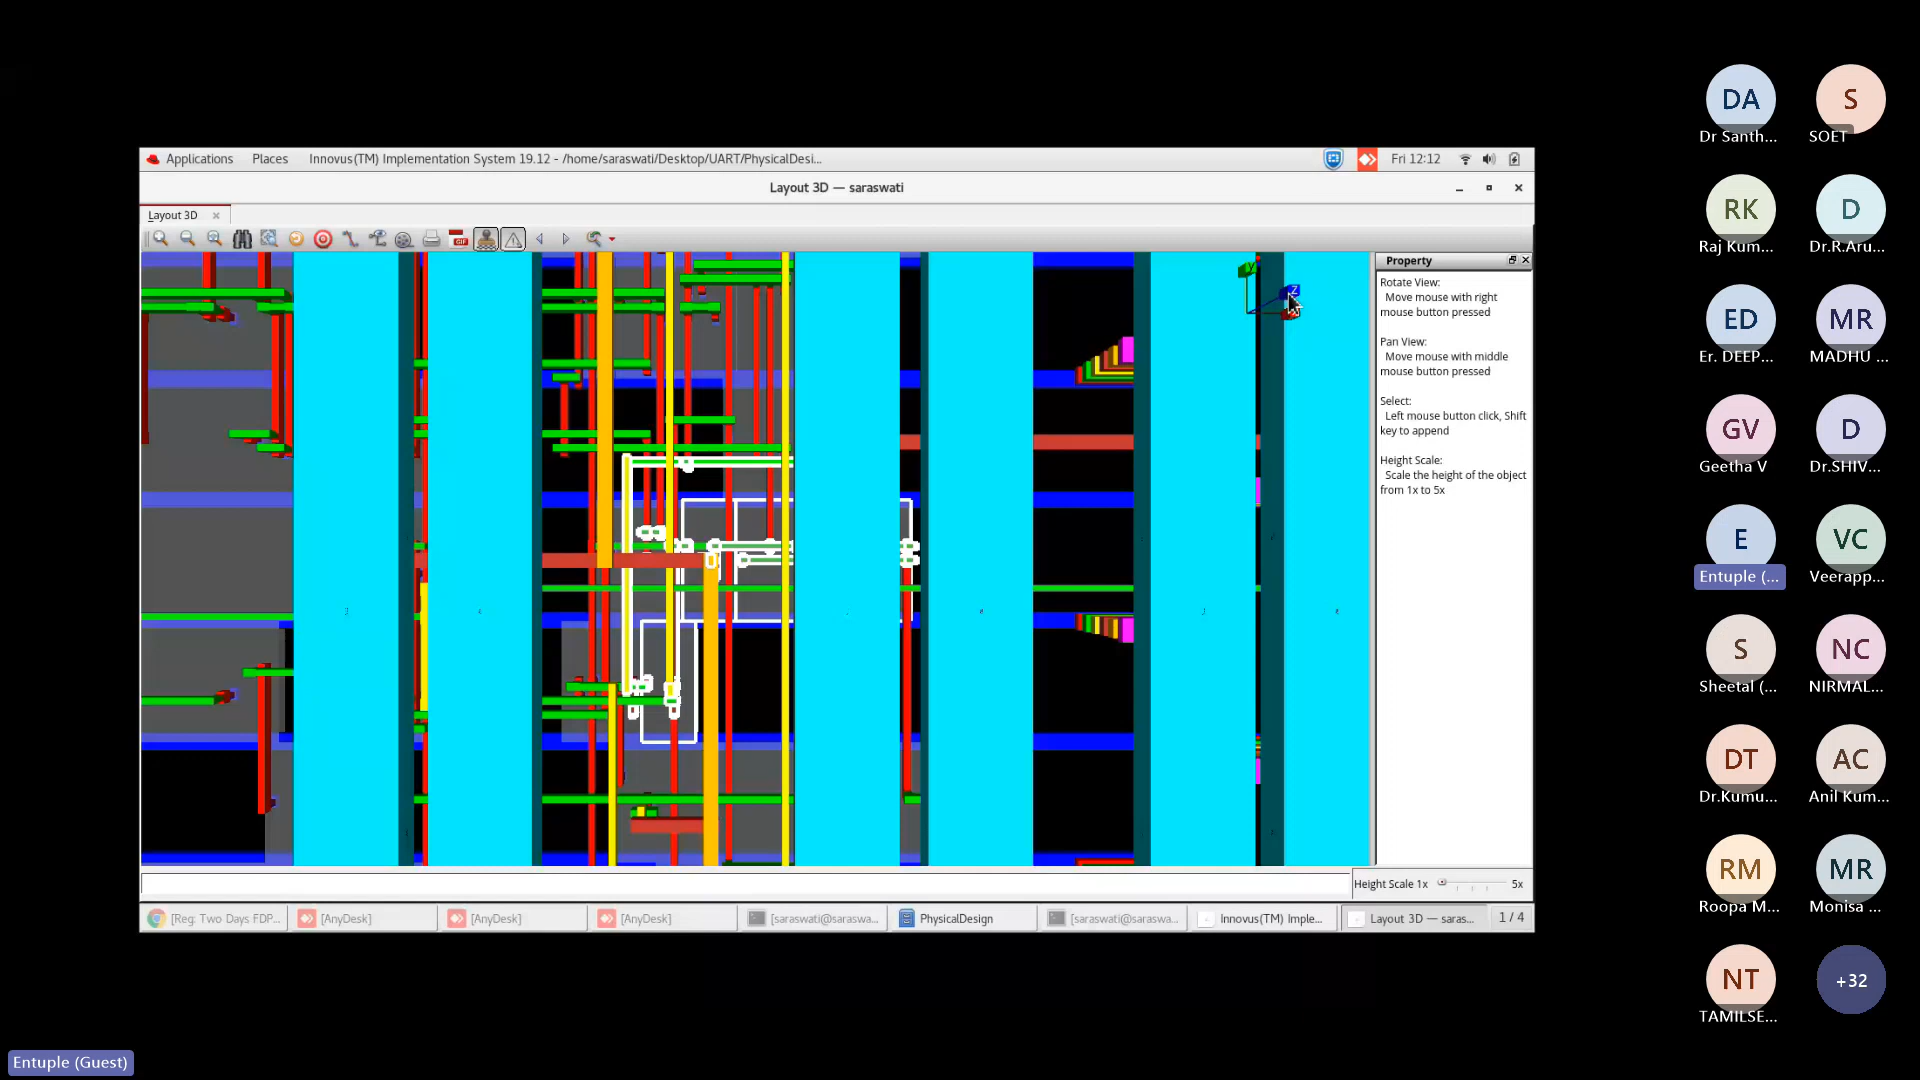 Applications Places Innovus(TM) Implementation System 19.12 - /home/saraswati/Desktop/UART/PhysicalDesi... Fri 12:12
Layout 3D — saraswati
Layout 3D
GIF
Y
Z
Property
Rotate View:
Move mouse with right
mouse button pressed
Pan View:
Move mouse with middle
mouse button pressed
Select:
Left mouse button click, Shift
key to append
Height Scale:
Scale the height of the object
from 1x to 5x
Height Scale 1x 5x
[Reg: Two Days FDP... [AnyDesk] [AnyDesk] [AnyDesk] [saraswati@saraswa... PhysicalDesign [saraswati@saraswa... Innovus(TM) Imple... Layout 3D — saras... 1 / 4
DA S
Dr Santh... SOET
RK D
Raj Kum... Dr.R.Aru...
ED MR
Er. DEEP... MADHU ...
GV D
Geetha V Dr.SHIV...
E VC
Entuple (... Veerapp...
S NC
Sheetal (... NIRMAL...
DT AC
Dr.Kumu... Anil Kum...
RM MR
Roopa M... Monisa ...
NT +32
TAMILSE...
Entuple (Guest)